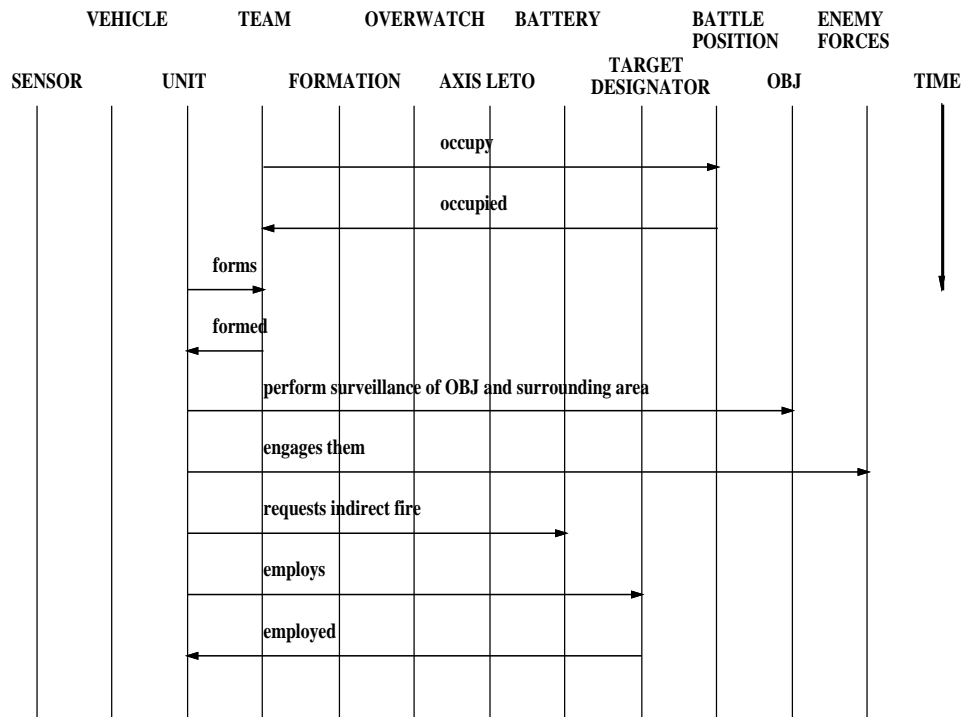 VEHICLE TEAM OVERWATCH BATTERY BATTLE ENEMY
POSITION FORCES
TARGET
SENSOR UNIT FORMATION AXIS LETO DESIGNATOR OBJ TIME
occupy
occupied
forms
formed
perform surveillance of OBJ and surrounding area
engages them
requests indirect fire
employs
employed